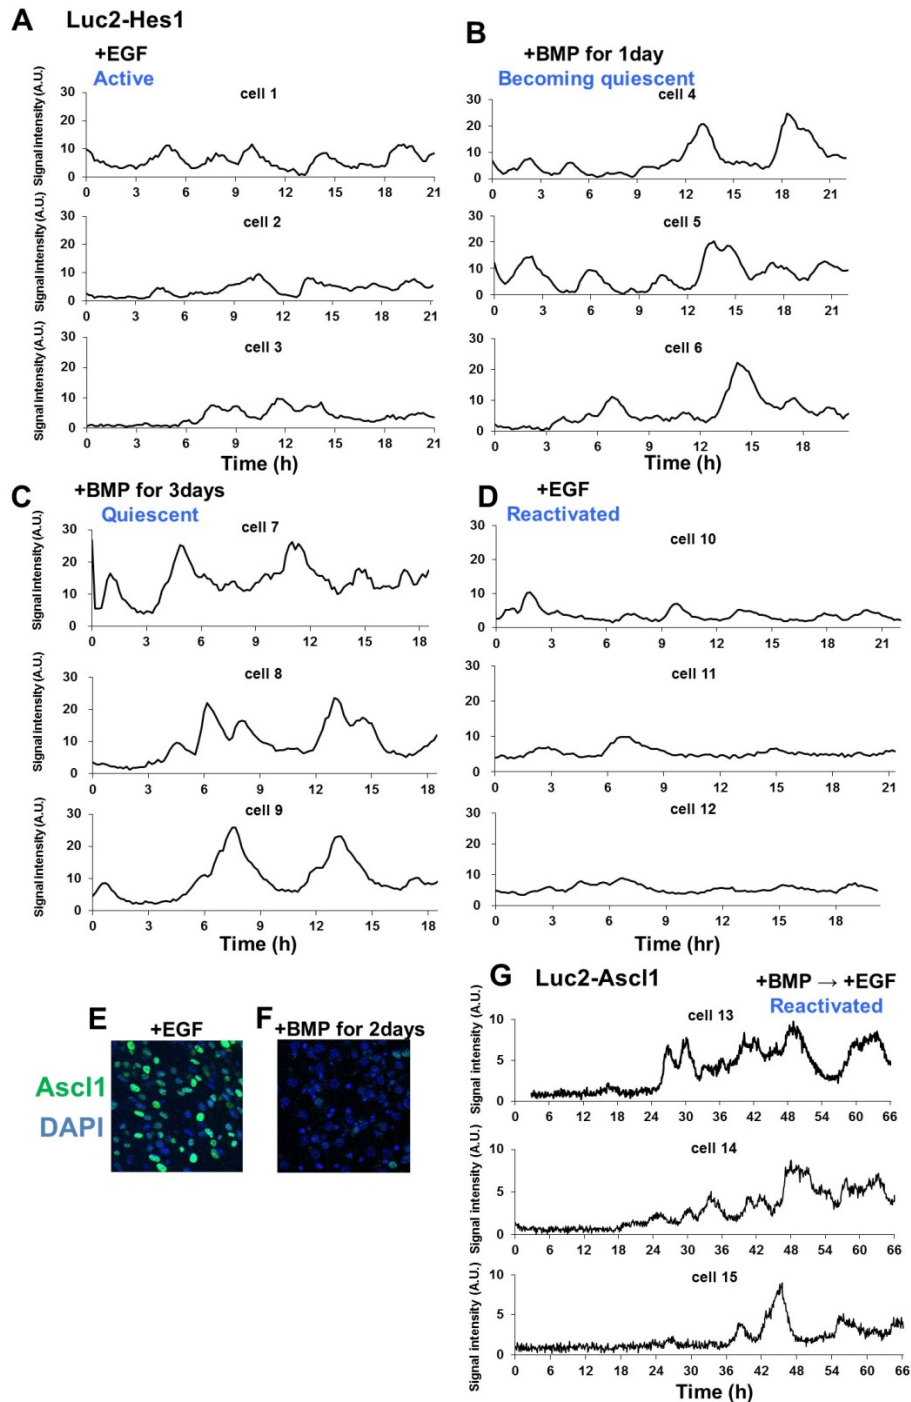 A Luc2-Hes1
+EGF
Active
cell 1
Signal Intensity (A.U.)
30
20
10
0
0 3 6 9 12 15 18 21
cell 2
Signal Intensity (A.U.)
30
20
10
0
0 3 6 9 12 15 18 21
cell 3
Signal Intensity (A.U.)
30
20
10
0
0 3 6 9 12 15 18 21
Time (h)
B
+BMP for 1day
Becoming quiescent
cell 4
30
20
10
0
0 3 6 9 12 15 18 21
cell 5
30
20
10
0
0 3 6 9 12 15 18 21
cell 6
30
20
10
0
0 3 6 9 12 15 18
Time (h)
C
+BMP for 3days
Quiescent
cell 7
Signal Intensity (A.U.)
30
20
10
0
0 3 6 9 12 15 18
cell 8
Signal Intensity (A.U.)
30
20
10
0
0 3 6 9 12 15 18
cell 9
Signal Intensity (A.U.)
30
20
10
0
0 3 6 9 12 15 18
Time (h)
D
+EGF
Reactivated
cell 10
30
20
10
0
0 3 6 9 12 15 18 21
cell 11
30
20
10
0
0 3 6 9 12 15 18 21
cell 12
30
20
10
0
0 3 6 9 12 15 18
Time (hr)
E
+EGF
F
+BMP for 2days
Ascl1
DAPI
G Luc2-Ascl1
+BMP → +EGF
Reactivated
cell 13
Signal intensity (A.U.)
10
5
0
0 6 12 18 24 30 36 42 48 54 60 66
cell 14
Signal intensity (A.U.)
10
5
0
0 6 12 18 24 30 36 42 48 54 60 66
cell 15
Signal intensity (A.U.)
10
5
0
0 6 12 18 24 30 36 42 48 54 60 66
Time (h)